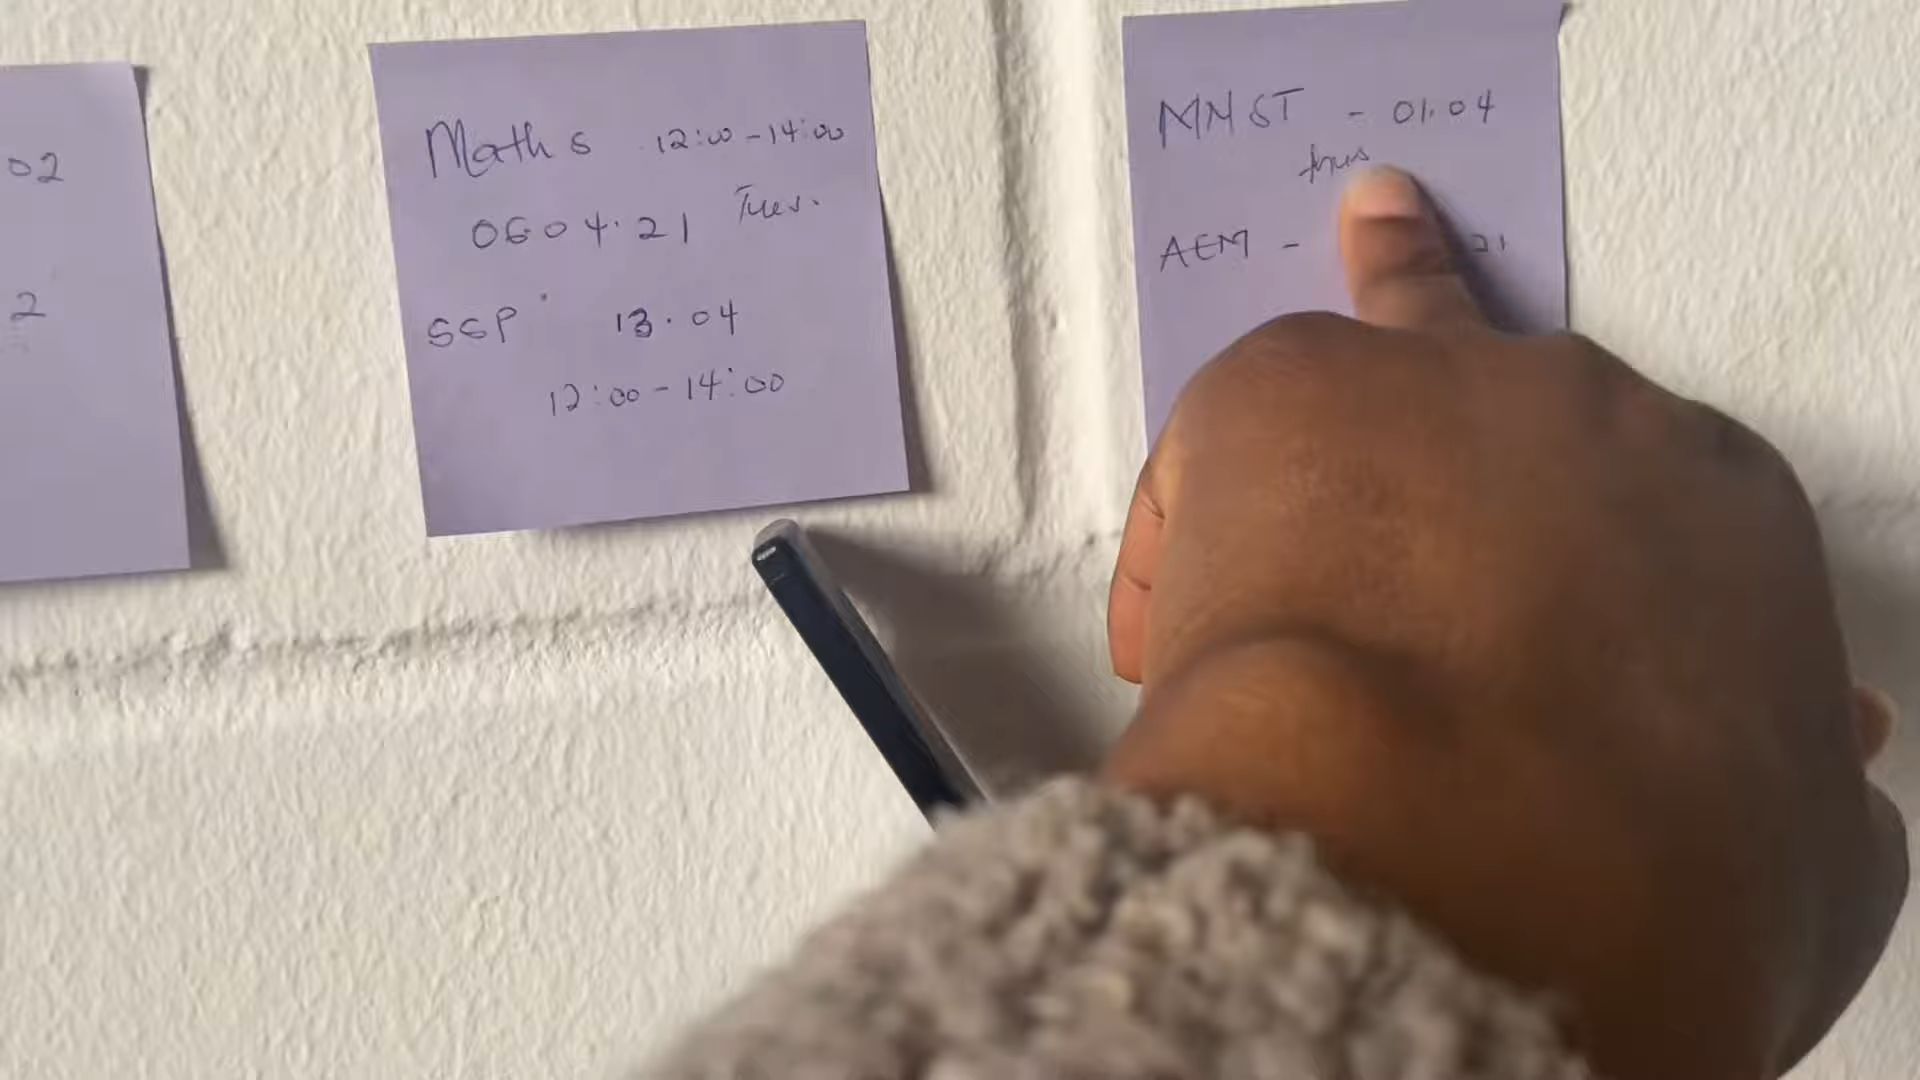 02
2
Maths 12:00-14:00
06.04.21 Tues.
SSP 13.04
12:00-14:00
MNST - 01.04
AEM - 21